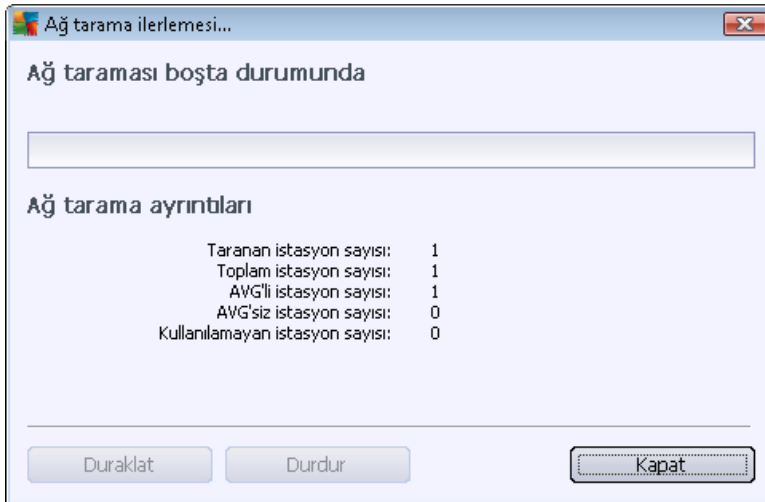 Ağ tarama ilerlemesi...
Ağ taraması boşta durumunda
Ağ tarama ayrıntıları
Taranan istasyon sayısı: 1
Toplam istasyon sayısı: 1
AVG'li istasyon sayısı: 1
AVG'siz istasyon sayısı: 0
Kullanılamayan istasyon sayısı: 0
Duraklat Durdur Kapat